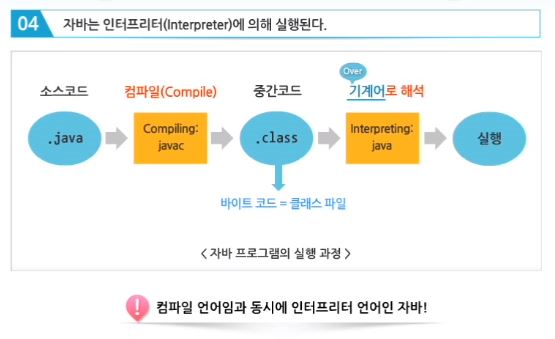 04 자바는 인터프리터(Interpreter)에 의해 실행된다.
Over
소스코드 컴파일(Compile) 중간코드 기계어로 해석
.java Compiling: javac .class Interpreting: java 실행
바이트 코드 = 클래스 파일
< 자바 프로그램의 실행 과정 >
! 컴파일 언어임과 동시에 인터프리터 언어인 자바!